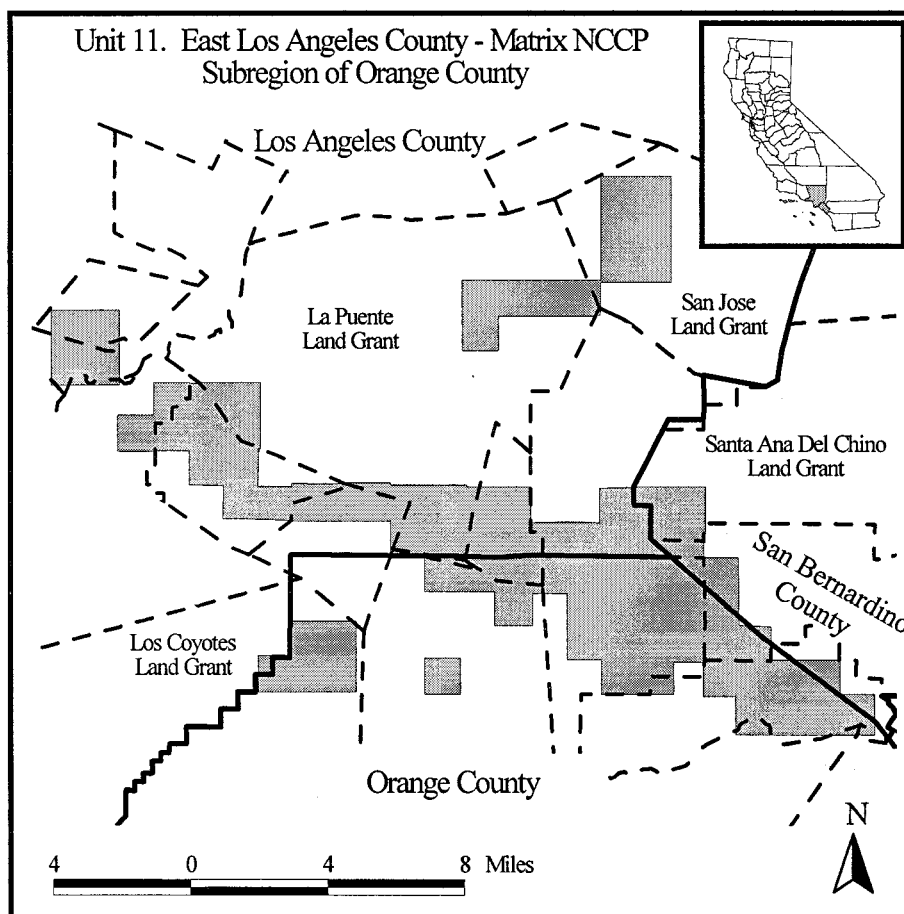 Unit 11. East Los Angeles County - Matrix NCCP
Subregion of Orange County
Los Angeles County
La Puente
Land Grant
San Jose
Land Grant
Santa Ana Del Chino
Land Grant
San Bernardino
County
Los Coyotes
Land Grant
Orange County
N
4 0 4 8 Miles